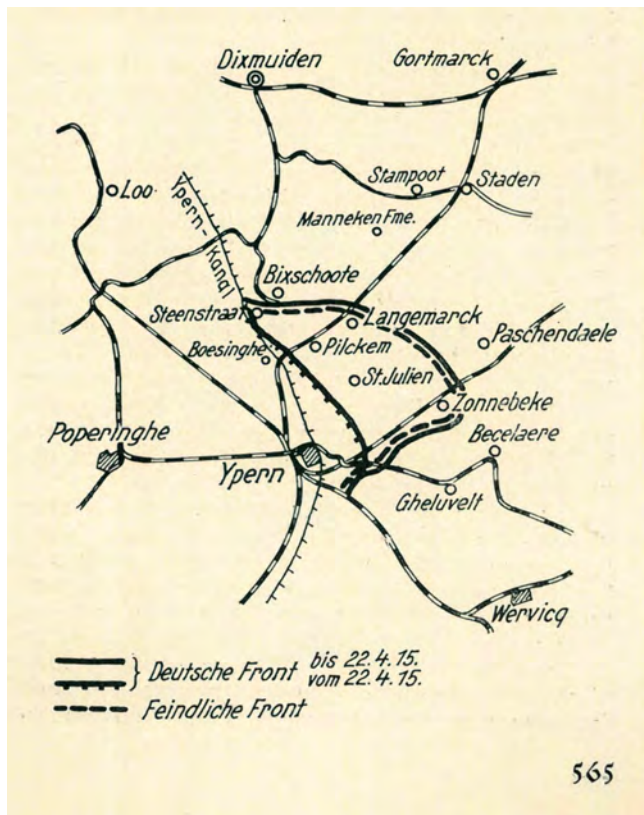 Dixmuiden
Gortmarck
Loo
Ypern-Kanal
Stampoot
Staden
Manneken Fme.
Bixschoote
Steenstraat
Langemarck
Boesinghe
Pilckem
Paschendaele
St. Julien
Zonnebeke
Poperinghe
Ypern
Becelaere
Gheluvelt
Wervicq
Deutsche Front bis 22.4.15.
vom 22.4.15.
Feindliche Front
565